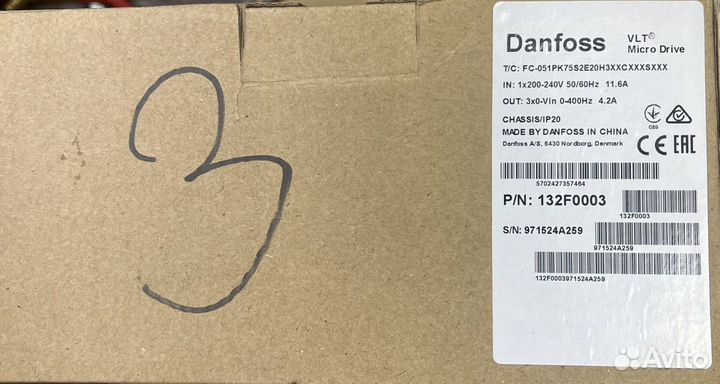 3
Danfoss
VLT®
Micro Drive
T/C: FC-051PK75S2E20H3XXCXXXSXXX
IN: 1x200-240V 50/60Hz 11.6A
OUT: 3x0-Vin 0-400Hz 4.2A
CHASSIS/IP20
MADE BY DANFOSS IN CHINA
Danfoss A/S, 6430 Nordborg, Denmark
089
CE EAC
5702427357464
P/N: 132F0003
132F0003
S/N: 971524A259
971524A259
132F0003971524A259
Avito